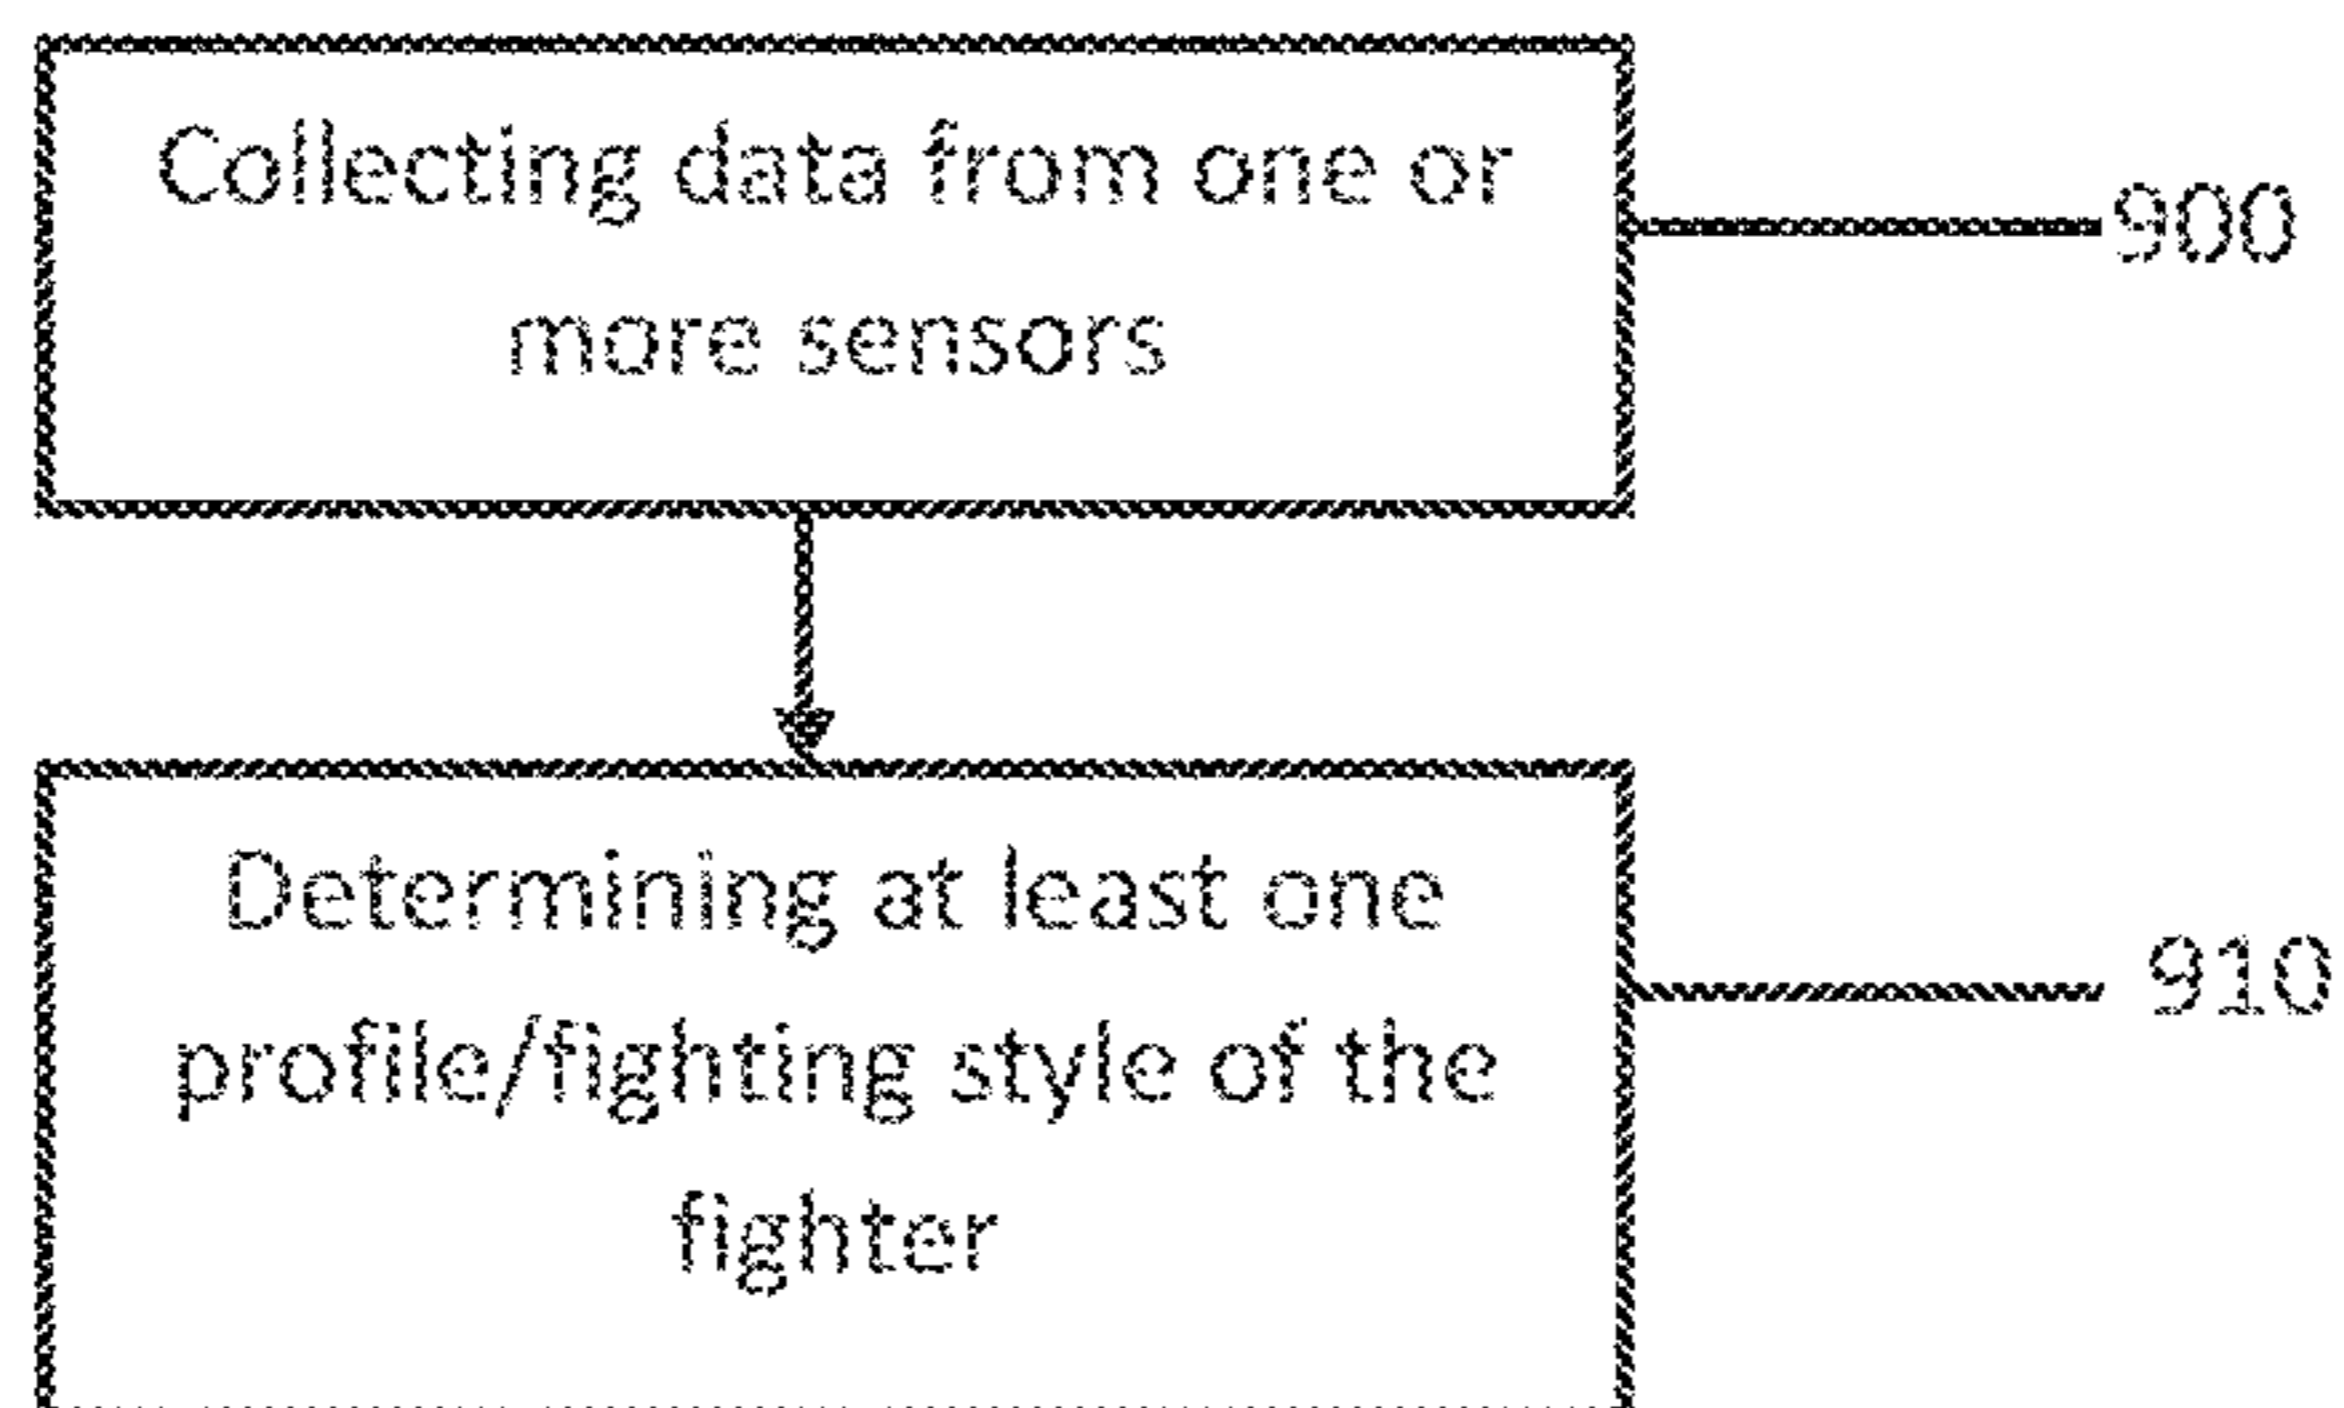 Collecting data from one or
more sensors
900
Determining at least one
profile/fighting style of the
fighter
910